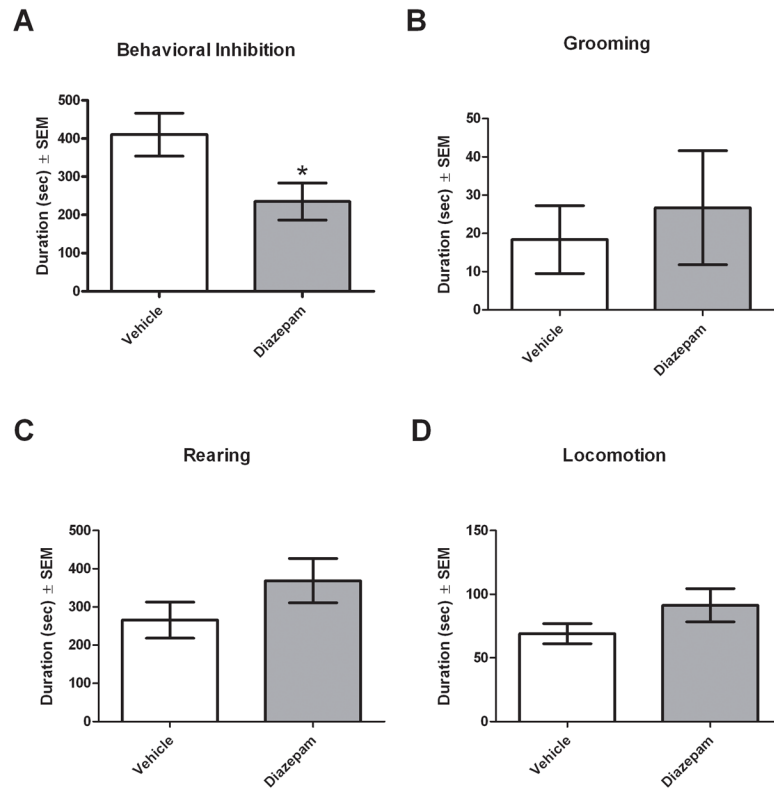 A
Behavioral Inhibition
Duration (sec) ± SEM
500
400
300
200
100
0
*
Vehicle
Diazepam
B
Grooming
Duration (sec) ± SEM
50
40
30
20
10
0
Vehicle
Diazepam
C
Rearing
Duration (sec) ± SEM
500
400
300
200
100
0
Vehicle
Diazepam
D
Locomotion
Duration (sec) ± SEM
150
100
50
0
Vehicle
Diazepam